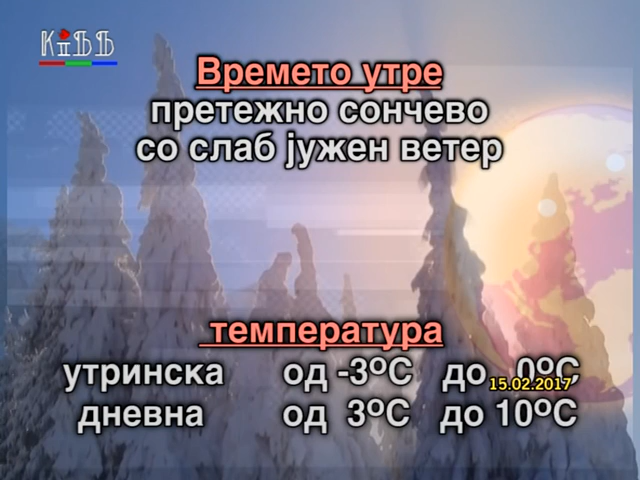 KiББ
Времето утре
претежно сончево
со слаб јужен ветер
температура
утринска од -3ºC до 0ºC
15.02.2017
дневна од 3ºC до 10ºC